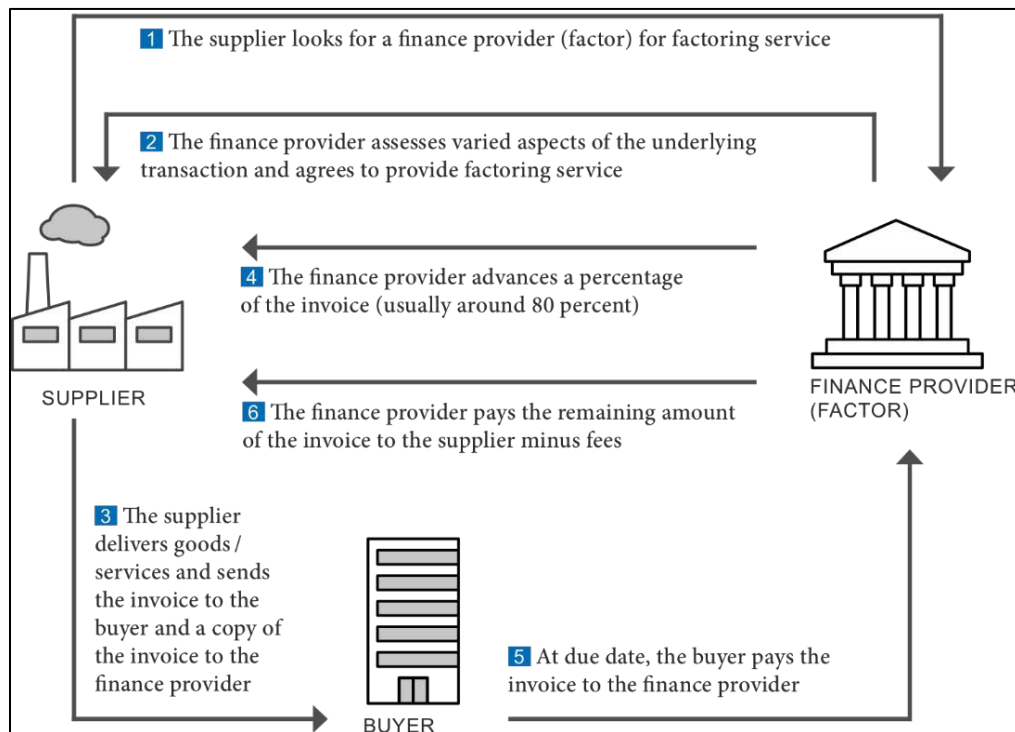 1 The supplier looks for a finance provider (factor) for factoring service
2 The finance provider assesses varied aspects of the underlying
transaction and agrees to provide factoring service
4 The finance provider advances a percentage
of the invoice (usually around 80 percent)
SUPPLIER
FINANCE PROVIDER
(FACTOR)
6 The finance provider pays the remaining amount
of the invoice to the supplier minus fees
3 The supplier
delivers goods /
services and sends
the invoice to the
buyer and a copy of
the invoice to the
finance provider
BUYER
5 At due date, the buyer pays the
invoice to the finance provider